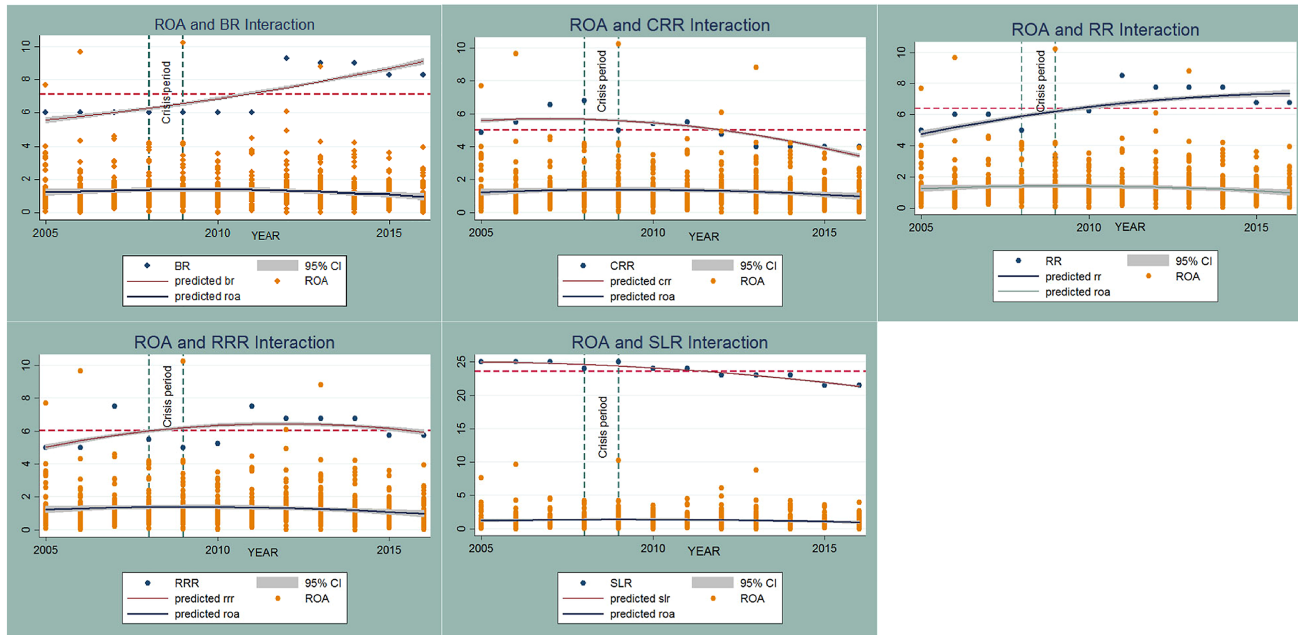 ROA and BR Interaction
10
8
6
4
2
0
Crisis period
2005
2010
2015
YEAR
BR
95% CI
predicted br
ROA
predicted roa
ROA and CRR Interaction
10
8
6
4
2
0
Crisis period
2005
2010
2015
YEAR
CRR
95% CI
predicted crr
ROA
predicted roa
ROA and RR Interaction
10
8
6
4
2
0
Crisis period
2005
2010
2015
YEAR
RR
95% CI
predicted rr
ROA
predicted roa
ROA and RRR Interaction
10
8
6
4
2
0
Crisis period
2005
2010
2015
YEAR
RRR
95% CI
predicted rrr
ROA
predicted roa
ROA and SLR Interaction
25
20
15
10
5
0
Crisis period
2005
2010
2015
YEAR
SLR
95% CI
predicted slr
ROA
predicted roa